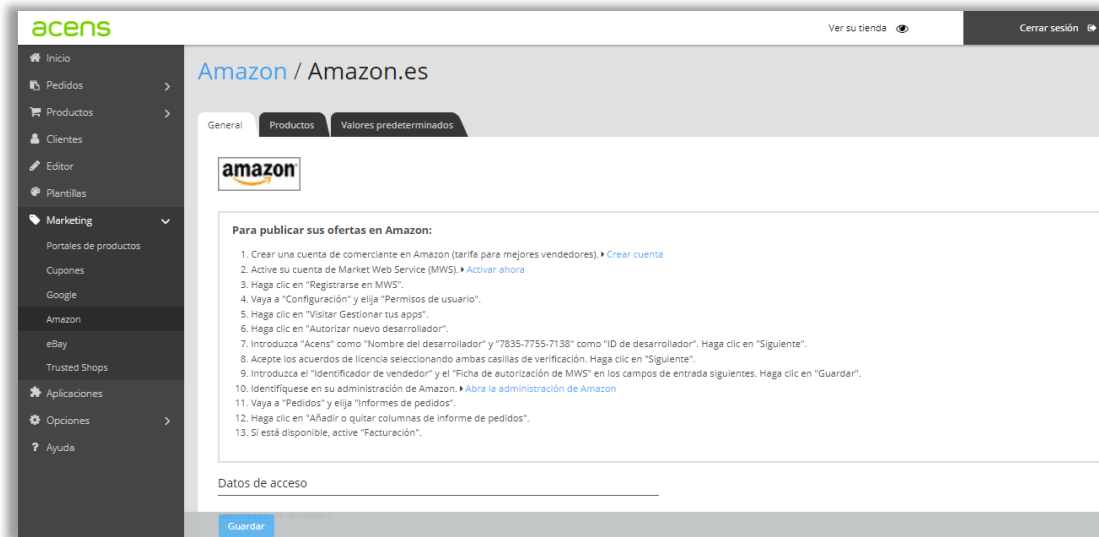 acens
Ver su tienda
Cerrar sesión
Inicio
Pedidos
Productos
Clientes
Editor
Plantillas
Marketing
Portales de productos
Cupones
Google
Amazon
eBay
Trusted Shops
Aplicaciones
Opciones
? Ayuda
Amazon / Amazon.es
General
Productos
Valores predeterminados
amazon
Para publicar sus ofertas en Amazon:
1. Crear una cuenta de comerciante en Amazon (tarifa para mejores vendedores). Crear cuenta
2. Active su cuenta de Market Web Service (MWS). Activar ahora
3. Haga clic en "Registrarse en MWS".
4. Vaya a "Configuración" y elija "Permisos de usuario".
5. Haga clic en "Visitar Gestionar tus apps".
6. Haga clic en "Autorizar nuevo desarrollador".
7. Introduzca "Acens" como "Nombre del desarrollador" y "7835-7755-7138" como "ID de desarrollador". Haga clic en "Siguiente".
8. Acepte los acuerdos de licencia seleccionando ambas casillas de verificación. Haga clic en "Siguiente".
9. Introduzca el "Identificador de vendedor" y el "Ficha de autorización de MWS" en los campos de entrada siguientes. Haga clic en "Guardar".
10. Identifíquese en su administración de Amazon. Abra la administración de Amazon
11. Vaya a "Pedidos" y elija "Informes de pedidos".
12. Haga clic en "Añadir o quitar columnas de informe de pedidos".
13. Si está disponible, active "Facturación".
Datos de acceso
Guardar